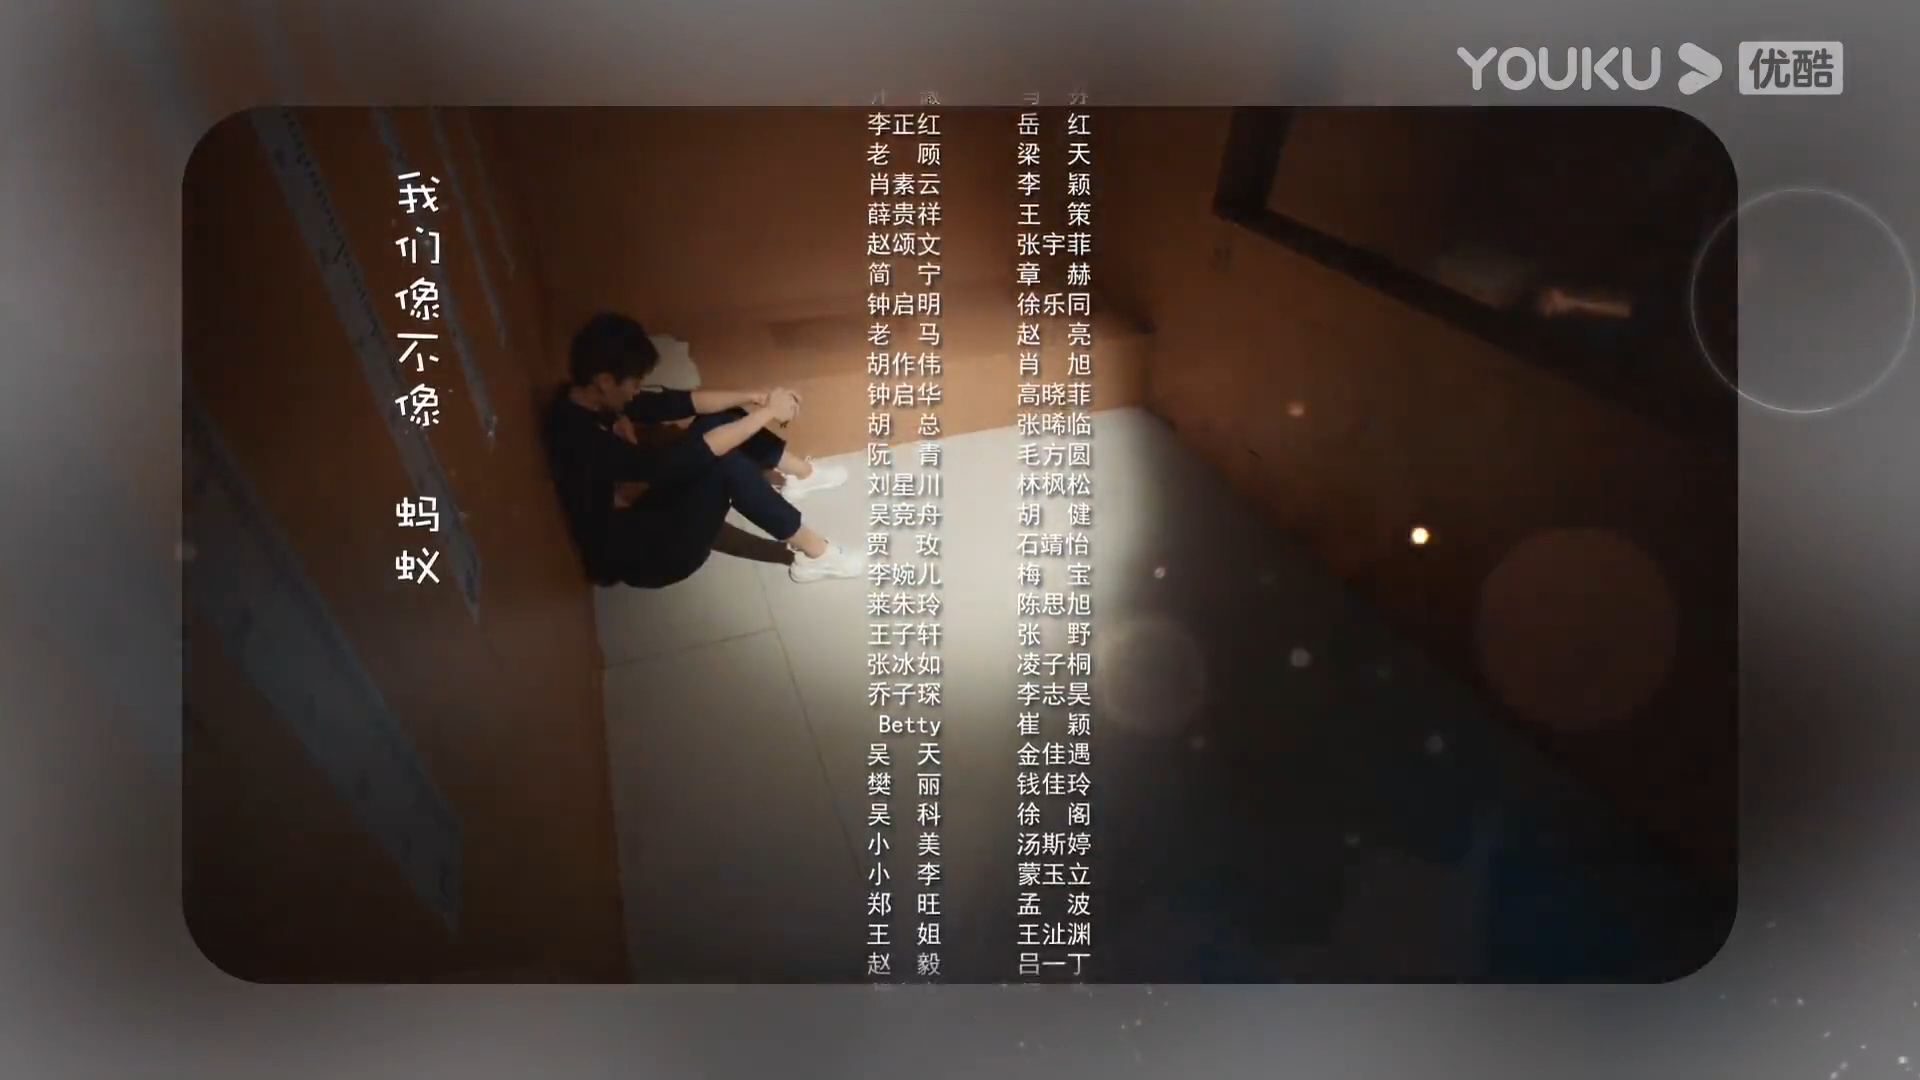 YOUKU 优酷
我们像不像 蚂蚁
李正红 岳红
老顾 梁天
肖素云 李颖
薛贵祥 王策
赵颂文 张宇菲
简宁 章赫
钟启明 徐乐同
老马 赵亮
胡作伟 肖旭
钟启华 高晓菲
胡总 张晞临
阮青 毛方圆
刘星川 林枫松
吴竞舟 胡健
贾玫 石靖怡
李婉儿 梅宝
莱朱玲 陈思旭
王子轩 张野
张冰如 凌子桐
乔子琛 李志昊
Betty 崔颖
吴天 金佳遇
樊丽 钱佳玲
吴科 徐阁
小美 汤斯婷
小李 蒙玉立
郑旺 孟波
王姐 王沚渊
赵毅 吕一丁